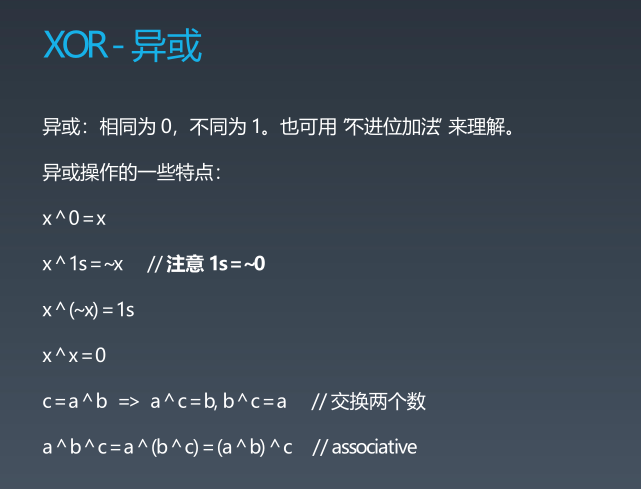 XOR - 异或
异或：相同为 0，不同为 1。也可用“不进位加法”来理解。
异或操作的一些特点：
x ^ 0 = x
x ^ 1s = ~x // 注意 1s = ~0
x ^ (~x) = 1s
x ^ x = 0
c = a ^ b => a ^ c = b, b ^ c = a // 交换两个数
a ^ b ^ c = a ^ (b ^ c) = (a ^ b) ^ c // associative